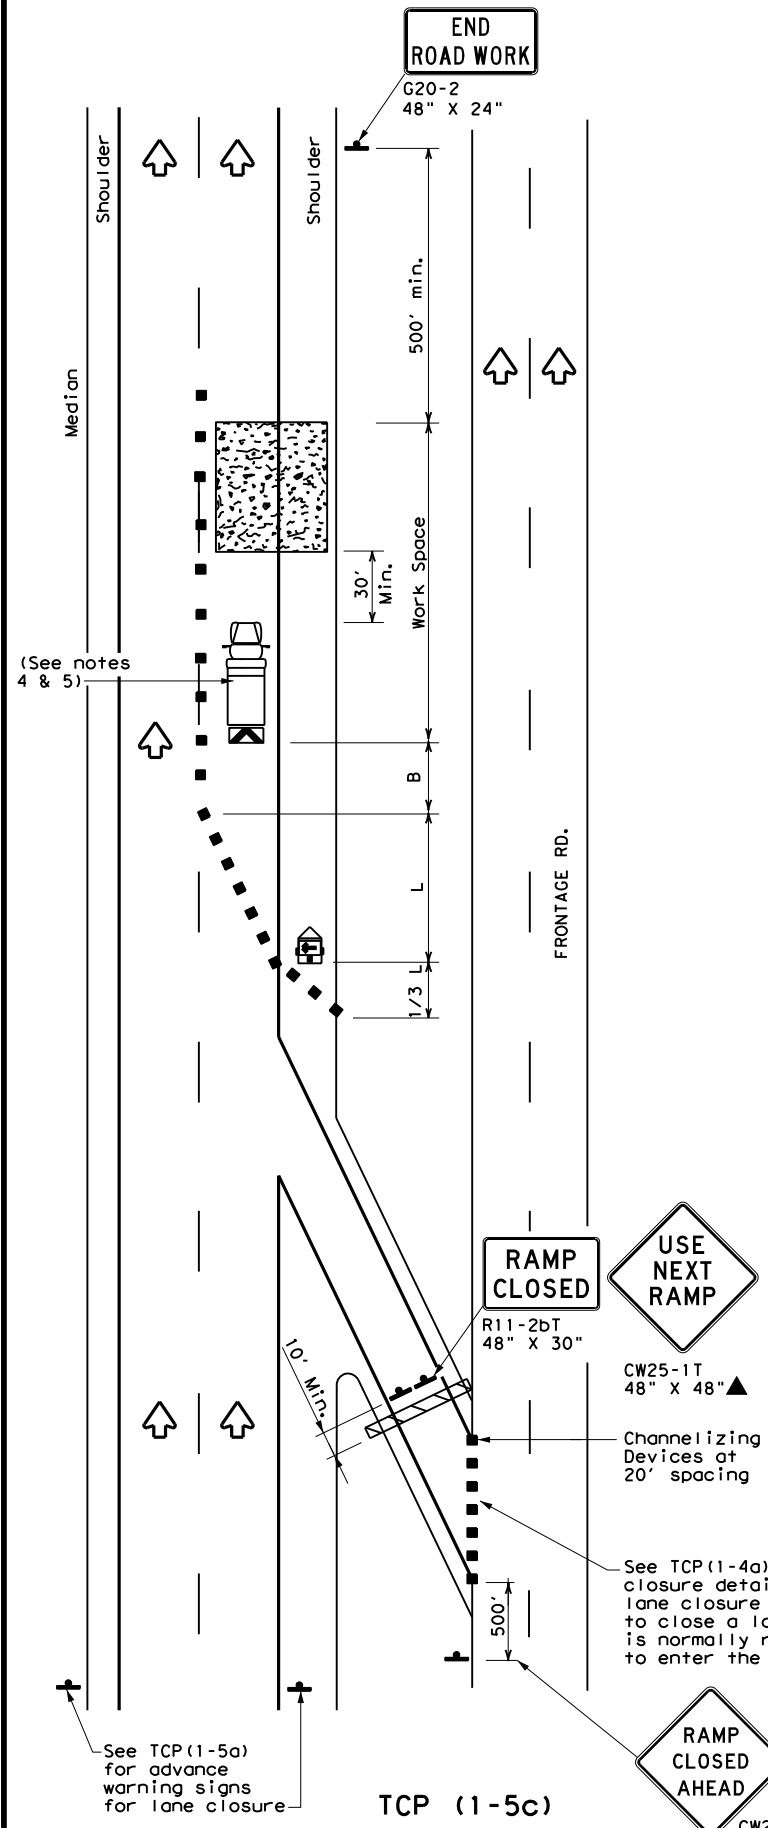 END
ROAD WORK
G20-2
48" X 24"
Shoulder
Shoulder
500' min.
Median
Work Space
30'
Min.
(See notes
4 & 5)
B
L
FRONTAGE RD.
1/3 L
RAMP
CLOSED
R11-2bT
48" X 30"
USE
NEXT
RAMP
CW25-1T
48" X 48"
10' Min.
Channelizing
Devices at
20' spacing
See TCP(1-4a)
closure
lane closure
to close a
is normally
to enter the
500'
See TCP(1-5a)
for advance
warning signs
for lane closure
RAMP
CLOSED
AHEAD
TCP (1-5c)